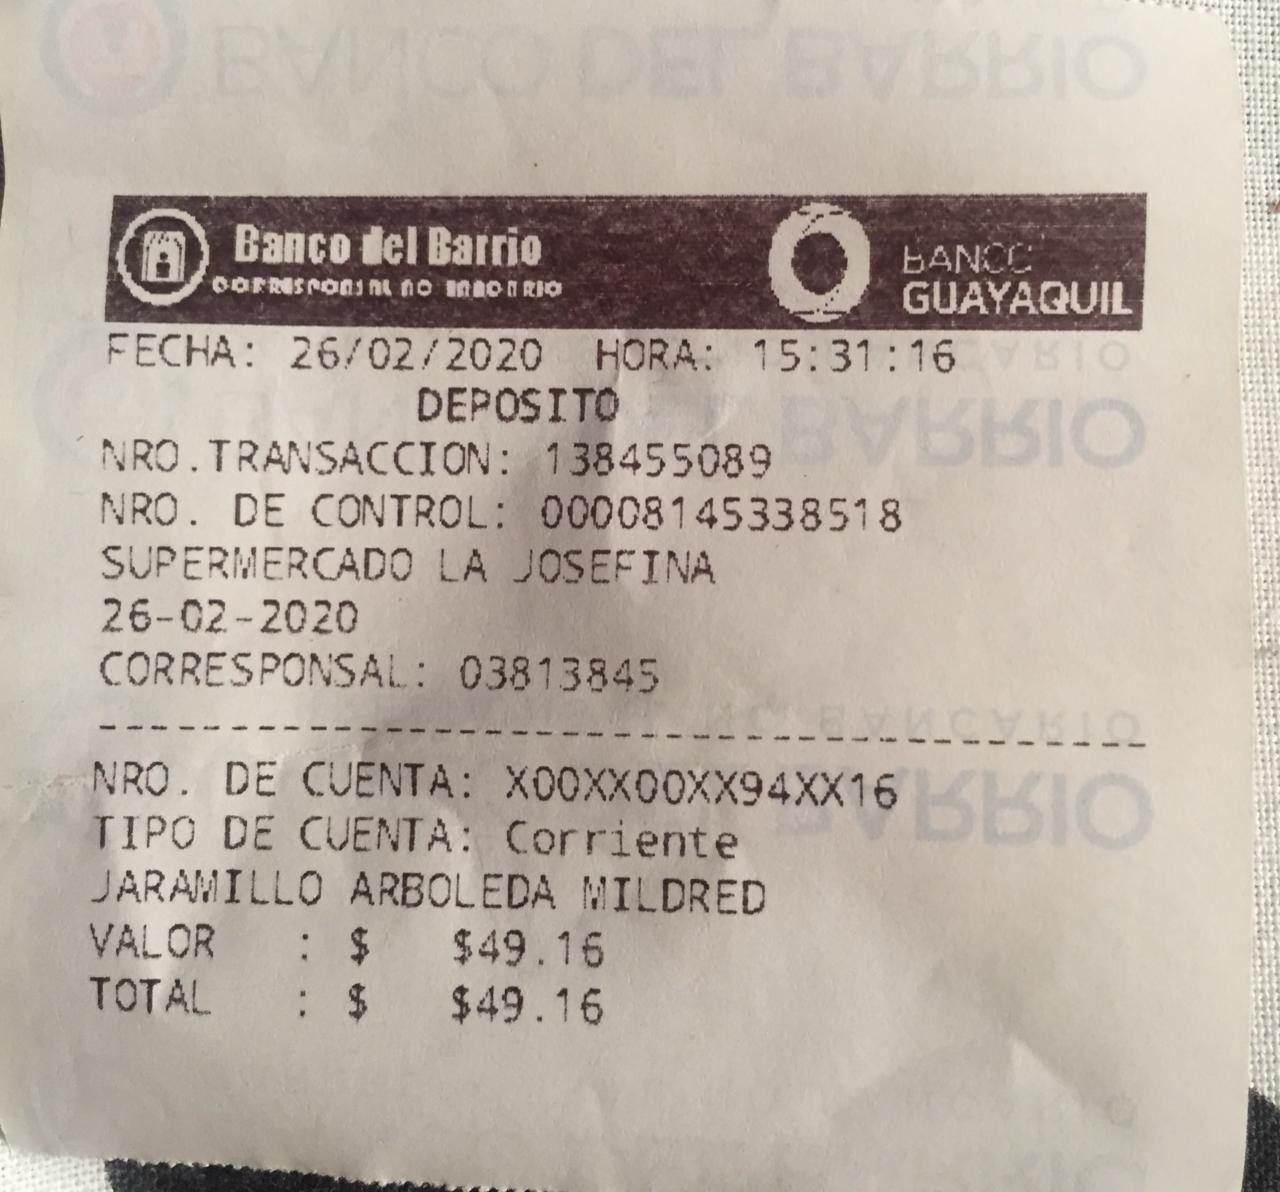 Banco del Barrio
CORRESPONSAL NO BANCARIO
BANCO
GUAYAQUIL
FECHA: 26/02/2020 HORA: 15:31:16
DEPOSITO
NRO.TRANSACCION: 138455089
NRO. DE CONTROL: 00008145338518
SUPERMERCADO LA JOSEFINA
26-02-2020
CORRESPONSAL: 03813845
NRO. DE CUENTA: X00XX00XX94XX16
TIPO DE CUENTA: Corriente
JARAMILLO ARBOLEDA MILDRED
VALOR : $ $49.16
TOTAL : $ $49.16